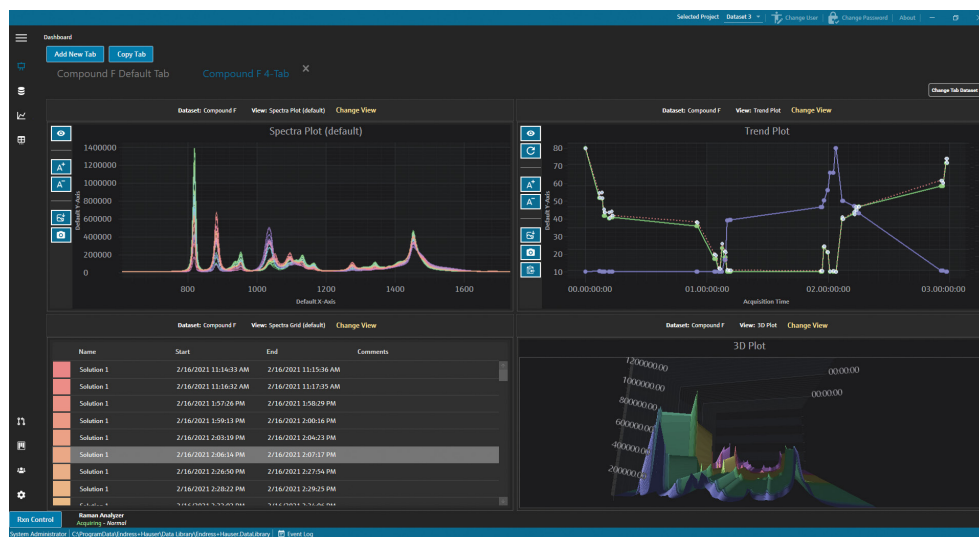 Selected Project Dataset 3 Change User Change Password About
Dashboard
Add New Tab Copy Tab
Compound F Default Tab Compound F 4-Tab X
Change Tab Dataset
Dataset: Compound F View: Spectra Plot (default) Change View
Spectra Plot (default)
1400000
1200000
1000000
800000
600000
400000
200000
0
Default Y-Axis
800 1000 1200 1400 1600
Default X-Axis
A+
A-
Dataset: Compound F View: Trend Plot Change View
Trend Plot
80
70
60
50
40
30
20
10
Default Y-Axis
00.00:00:00 01.00:00:00 02.00:00:00 03.00:00:00
Acquisition Time
A+
A-
Dataset: Compound F View: Spectra Grid (default) Change View
Name Start End Comments
Solution 1 2/16/2021 11:14:33 AM 2/16/2021 11:15:36 AM
Solution 1 2/16/2021 11:16:32 AM 2/16/2021 11:17:35 AM
Solution 1 2/16/2021 1:57:26 PM 2/16/2021 1:58:29 PM
Solution 1 2/16/2021 1:59:13 PM 2/16/2021 2:00:16 PM
Solution 1 2/16/2021 2:03:19 PM 2/16/2021 2:04:23 PM
Solution 1 2/16/2021 2:06:14 PM 2/16/2021 2:07:17 PM
Solution 1 2/16/2021 2:26:50 PM 2/16/2021 2:27:54 PM
Solution 1 2/16/2021 2:28:22 PM 2/16/2021 2:29:25 PM
Dataset: Compound F View: 3D Plot Change View
3D Plot
1200000.00
1000000.00
800000.00
600000.00
400000.00
200000.00
00:00:00
00:00:00
Rxn Control
Raman Analyzer
Acquiring - Normal
System Administrator C:\ProgramData\Endress+Hauser\Data Library\Endress+Hauser.DataLibrary Event Log